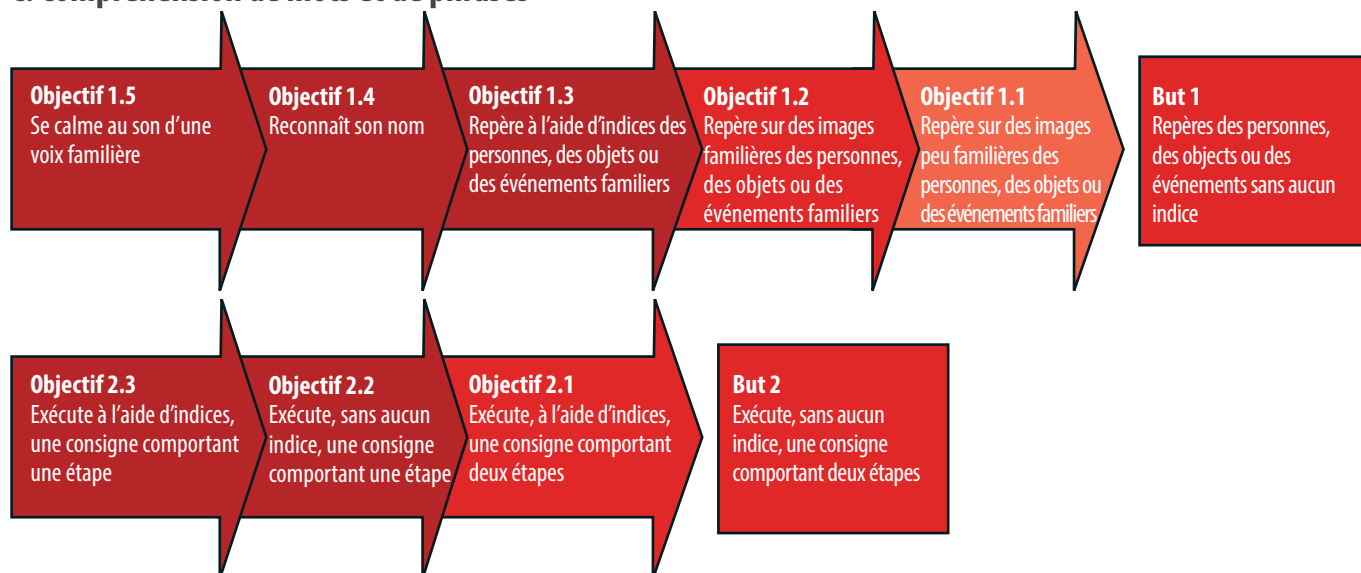 C. Compréhension de mots et de phrases
Objectif 1.5
Se calme au son d’une
voix familière
Objectif 1.4
Reconnaît son nom
Objectif 1.3
Repère à l’aide d’indices des
personnes, des objets ou
des événements familiers
Objectif 1.2
Repère sur des images
familières des personnes,
des objets ou des
événements familiers
Objectif 1.1
Repère sur des images
peu familières des
personnes, des objets ou
des événements familiers
But 1
Repères des personnes,
des objects ou des
événements sans aucun
indice
Objectif 2.3
Exécute à l’aide d’indices,
une consigne comportant
une étape
Objectif 2.2
Exécute, sans aucun
indice, une consigne
comportant une étape
Objectif 2.1
Exécute, à l’aide d’indices,
une consigne comportant
deux étapes
But 2
Exécute, sans aucun
indice, une consigne
comportant deux étapes